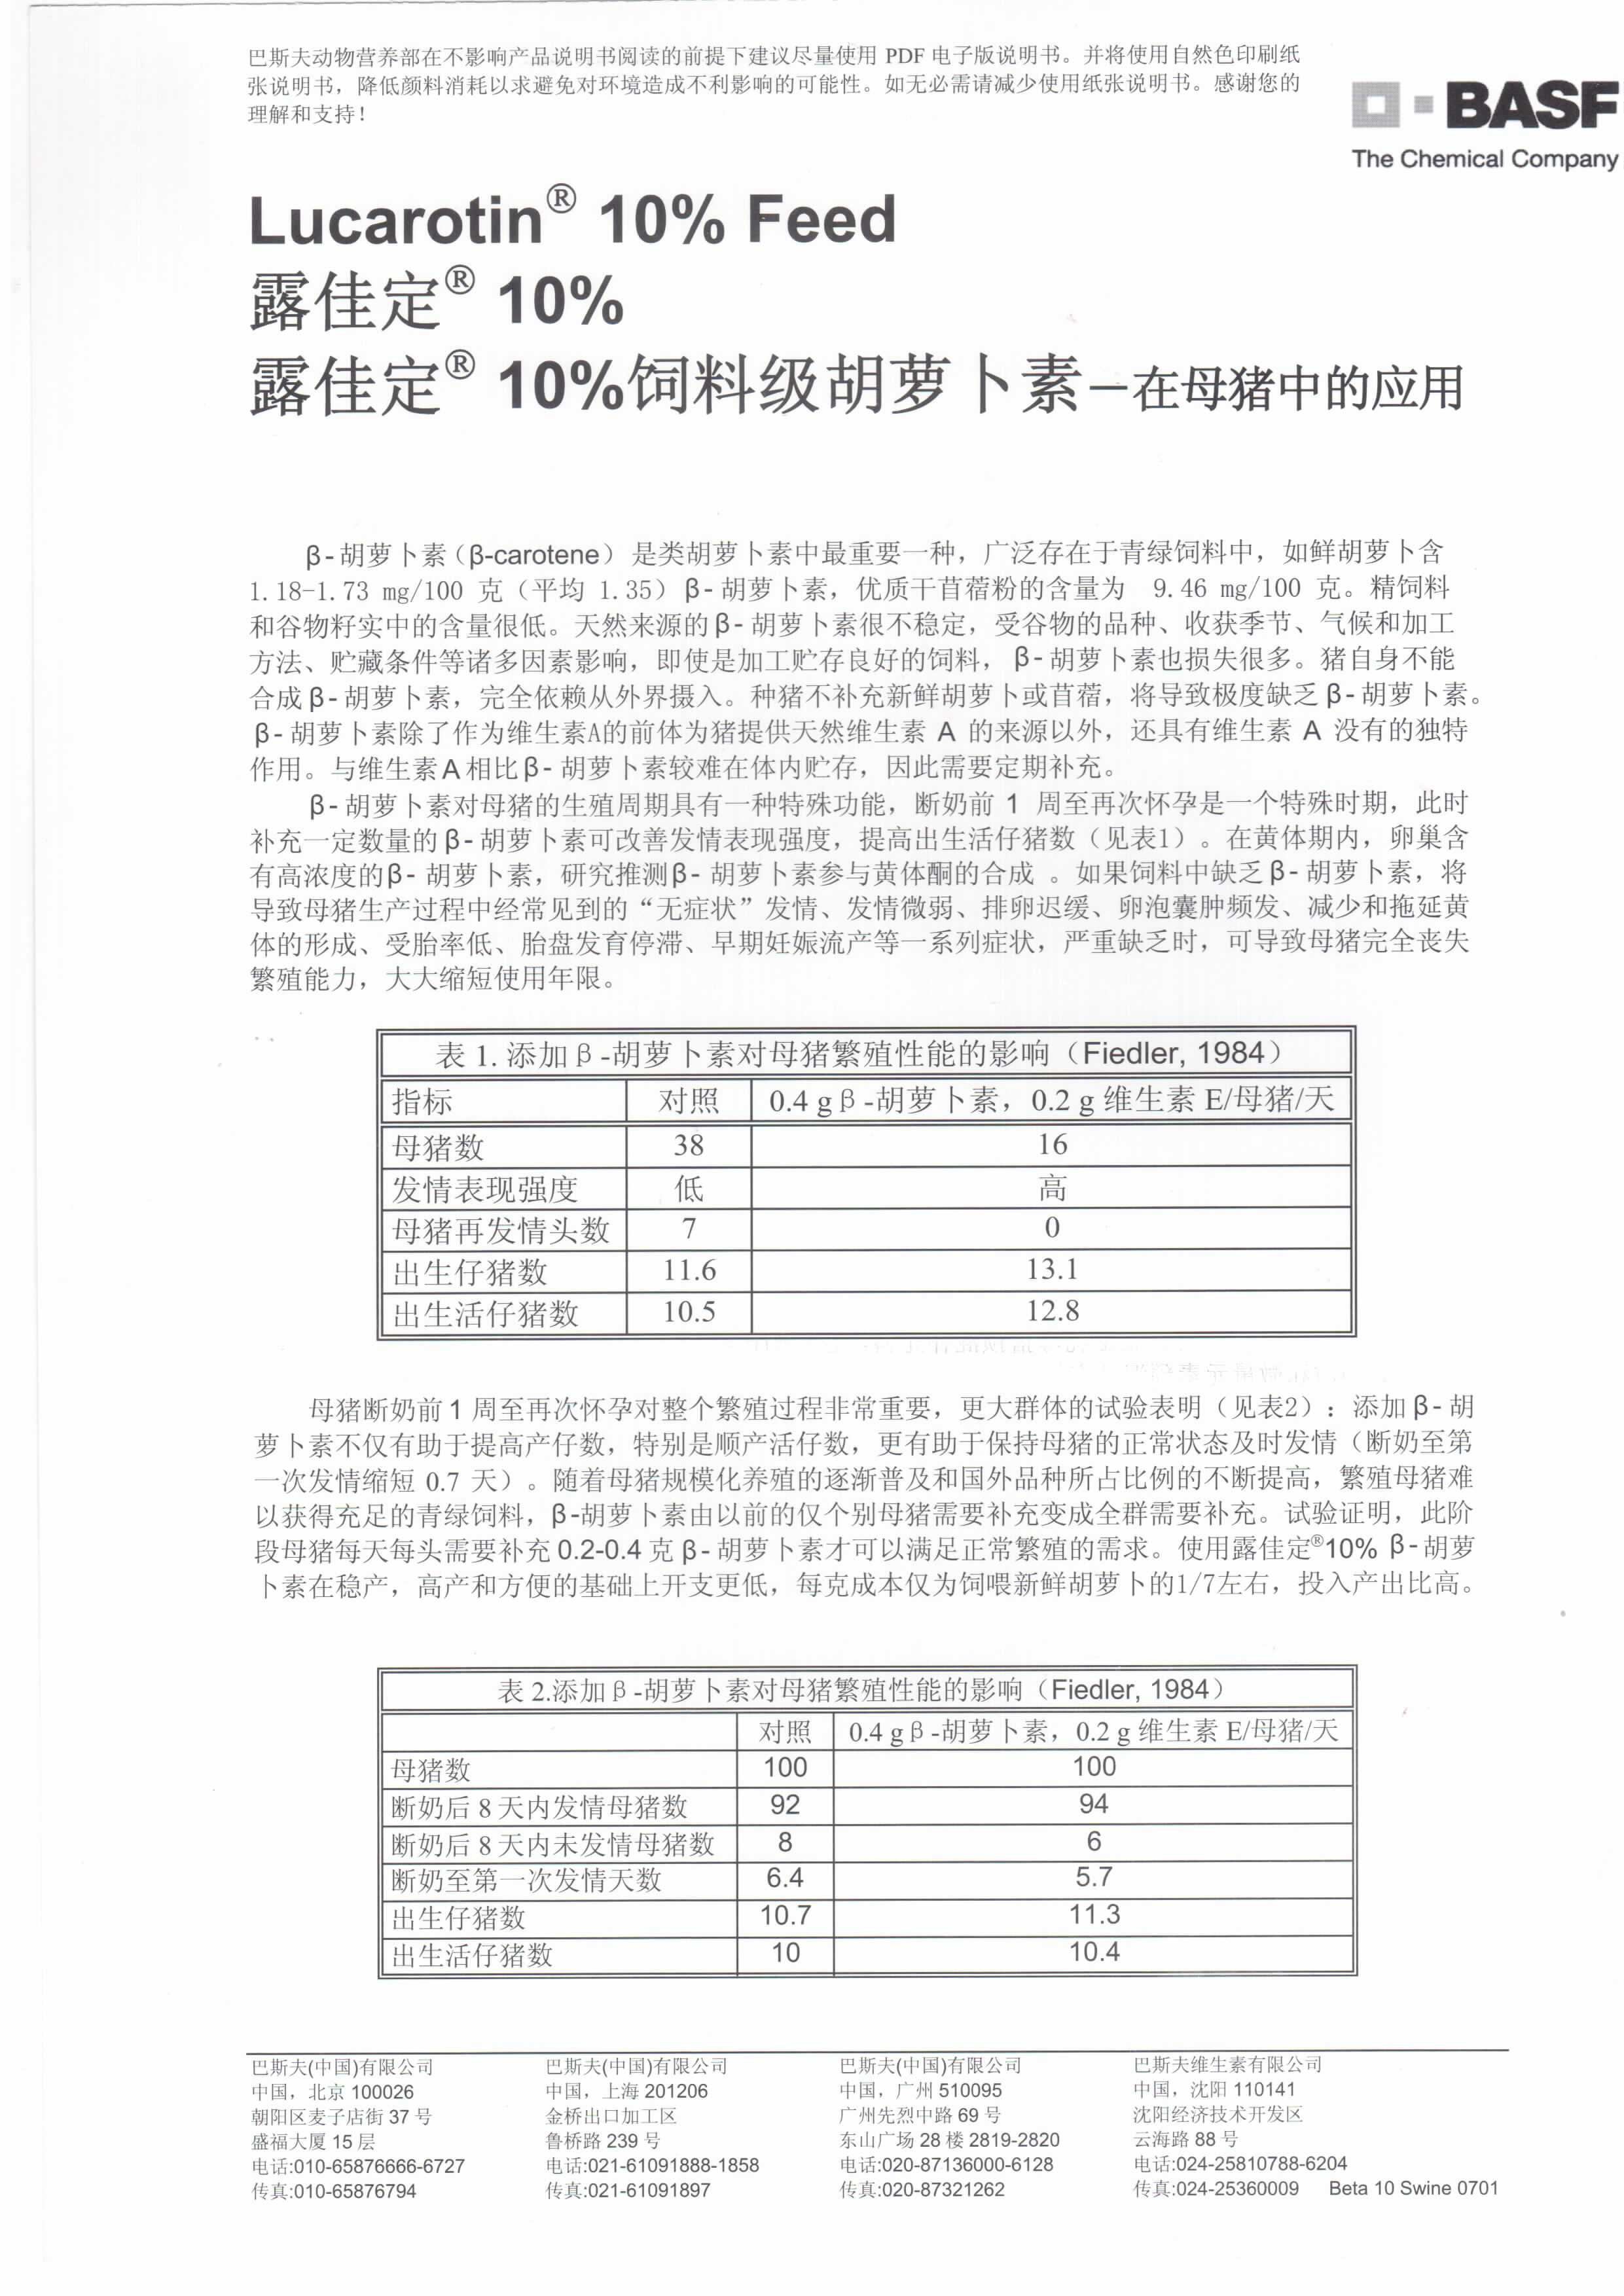 巴斯夫动物营养部在不影响产品说明书阅读的前提下建议尽量使用 PDF 电子版说明书。并将使用自然色印刷纸
张说明书，降低颜料消耗以求避免对环境造成不利影响的可能性。如无必需请减少使用纸张说明书。感谢您的
理解和支持！
BASF
The Chemical Company
Lucarotin® 10% Feed
露佳定® 10%
露佳定® 10%饲料级胡萝卜素－在母猪中的应用
β-胡萝卜素（β-carotene）是类胡萝卜素中最重要一种，广泛存在于青绿饲料中，如鲜胡萝卜含
1.18-1.73 mg/100 克（平均 1.35）β-胡萝卜素，优质干苜蓿粉的含量为 9.46 mg/100 克。精饲料
和谷物籽实中的含量很低。天然来源的β-胡萝卜素很不稳定，受谷物的品种、收获季节、气候和加工
方法、贮藏条件等诸多因素影响，即使是加工贮存良好的饲料，β-胡萝卜素也损失很多。猪自身不能
合成β-胡萝卜素，完全依赖从外界摄入。种猪不补充新鲜胡萝卜或苜蓿，将导致极度缺乏β-胡萝卜素。
β-胡萝卜素除了作为维生素A的前体为猪提供天然维生素 A 的来源以外，还具有维生素 A 没有的独特
作用。与维生素A相比β-胡萝卜素较难在体内贮存，因此需要定期补充。
β-胡萝卜素对母猪的生殖周期具有一种特殊功能，断奶前 1 周至再次怀孕是一个特殊时期，此时
补充一定数量的β-胡萝卜素可改善发情表现强度，提高出生活仔猪数（见表1）。在黄体期内，卵巢含
有高浓度的β-胡萝卜素，研究推测β-胡萝卜素参与黄体酮的合成 。如果饲料中缺乏β-胡萝卜素，将
导致母猪生产过程中经常见到的“无症状”发情、发情微弱、排卵迟缓、卵泡囊肿频发、减少和拖延黄
体的形成、受胎率低、胎盘发育停滞、早期妊娠流产等一系列症状，严重缺乏时，可导致母猪完全丧失
繁殖能力，大大缩短使用年限。
表 1. 添加β-胡萝卜素对母猪繁殖性能的影响（Fiedler, 1984）
指标 对照 0.4 gβ-胡萝卜素，0.2 g 维生素 E/母猪/天
母猪数 38 16
发情表现强度 低 高
母猪再发情头数 7 0
出生仔猪数 11.6 13.1
出生活仔猪数 10.5 12.8
母猪断奶前 1 周至再次怀孕对整个繁殖过程非常重要，更大群体的试验表明（见表2）：添加β-胡
萝卜素不仅有助于提高产仔数，特别是顺产活仔数，更有助于保持母猪的正常状态及时发情（断奶至第
一次发情缩短 0.7 天）。随着母猪规模化养殖的逐渐普及和国外品种所占比例的不断提高，繁殖母猪难
以获得充足的青绿饲料，β-胡萝卜素由以前的仅个别母猪需要补充变成全群需要补充。试验证明，此阶
段母猪每天每头需要补充 0.2-0.4 克β-胡萝卜素才可以满足正常繁殖的需求。使用露佳定®10% β-胡萝
卜素在稳产，高产和方便的基础上开支更低，每克成本仅为饲喂新鲜胡萝卜的1/7左右，投入产出比高。
表 2.添加β-胡萝卜素对母猪繁殖性能的影响（Fiedler, 1984）
对照 0.4 gβ-胡萝卜素，0.2 g 维生素 E/母猪/天
母猪数 100 100
断奶后 8 天内发情母猪数 92 94
断奶后 8 天内未发情母猪数 8 6
断奶至第一次发情天数 6.4 5.7
出生仔猪数 10.7 11.3
出生活仔猪数 10 10.4
巴斯夫(中国)有限公司
中国，北京 100026
朝阳区麦子店街 37 号
盛福大厦 15 层
电话:010-65876666-6727
传真:010-65876794
巴斯夫(中国)有限公司
中国，上海 201206
金桥出口加工区
鲁桥路 239 号
电话:021-61091888-1858
传真:021-61091897
巴斯夫(中国)有限公司
中国，广州 510095
广州先烈中路 69 号
东山广场 28 楼 2819-2820
电话:020-87136000-6128
传真:020-87321262
巴斯夫维生素有限公司
中国，沈阳 110141
沈阳经济技术开发区
云海路 88 号
电话:024-25810788-6204
传真:024-25360009
Beta 10 Swine 0701